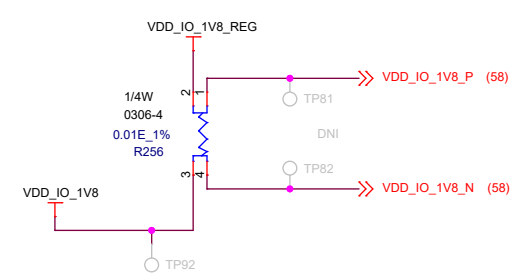 VDD_IO_1V8_REG
VDD_IO_1V8_P (58)
2
1
1/4W
0306-4
0.01E_1%
R256
TP81
DNI
TP82
3
4
VDD_IO_1V8
VDD_IO_1V8_N (58)
TP92